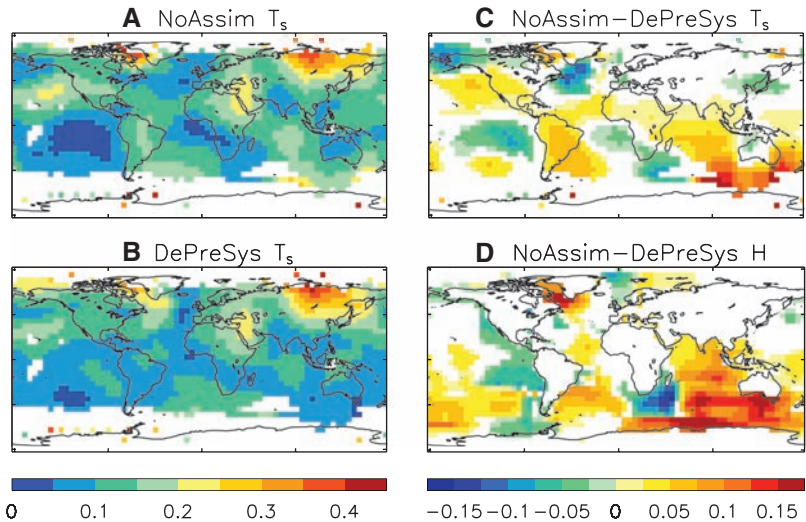 A NoAssim Tₛ
C NoAssim−DePreSys Tₛ
B DePreSys Tₛ
D NoAssim−DePreSys H
0 0.1 0.2 0.3 0.4
−0.15 −0.1 −0.05 0 0.05 0.1 0.15